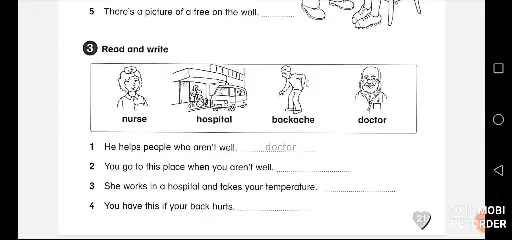 5 There's a picture of a tree on the wall.
3 Read and write
nurse hospital backache doctor
1 He helps people who aren't well. doctor
2 You go to this place when you aren't well.
3 She works in a hospital and takes your temperature.
4 You have this if your back hurts.
21
MOBI
RECORDER